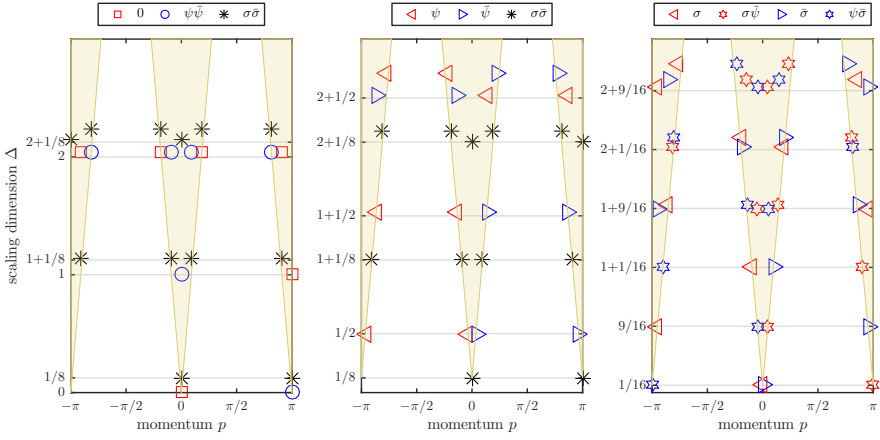 0 ψψ̄ σσ̄
ψ ψ̄ σσ̄
σ σψ̄ σ̄ ψσ̄
scaling dimension Δ
2+1/8
2
1+1/8
1
1/8
0
−π −π/2 0 π/2 π
momentum p
2+1/2
2+1/8
1+1/2
1+1/8
1/2
1/8
−π −π/2 0 π/2 π
momentum p
2+9/16
2+1/16
1+9/16
1+1/16
9/16
1/16
−π −π/2 0 π/2 π
momentum p